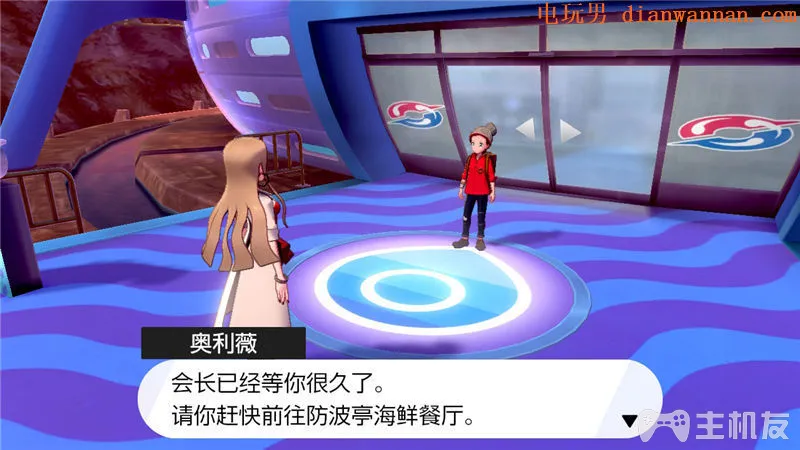 电玩男 dianwannan.com
奥利薇
会长已经等你很久了。
请你赶快前往防波亭海鲜餐厅。
主机友